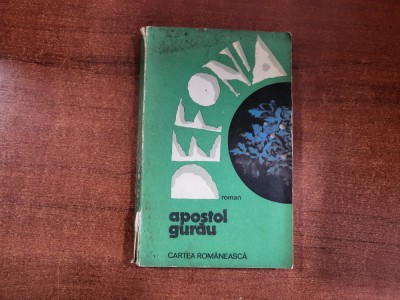 DEFONIA
roman
apostol
gurău
CARTEA ROMÂNEASCĂ